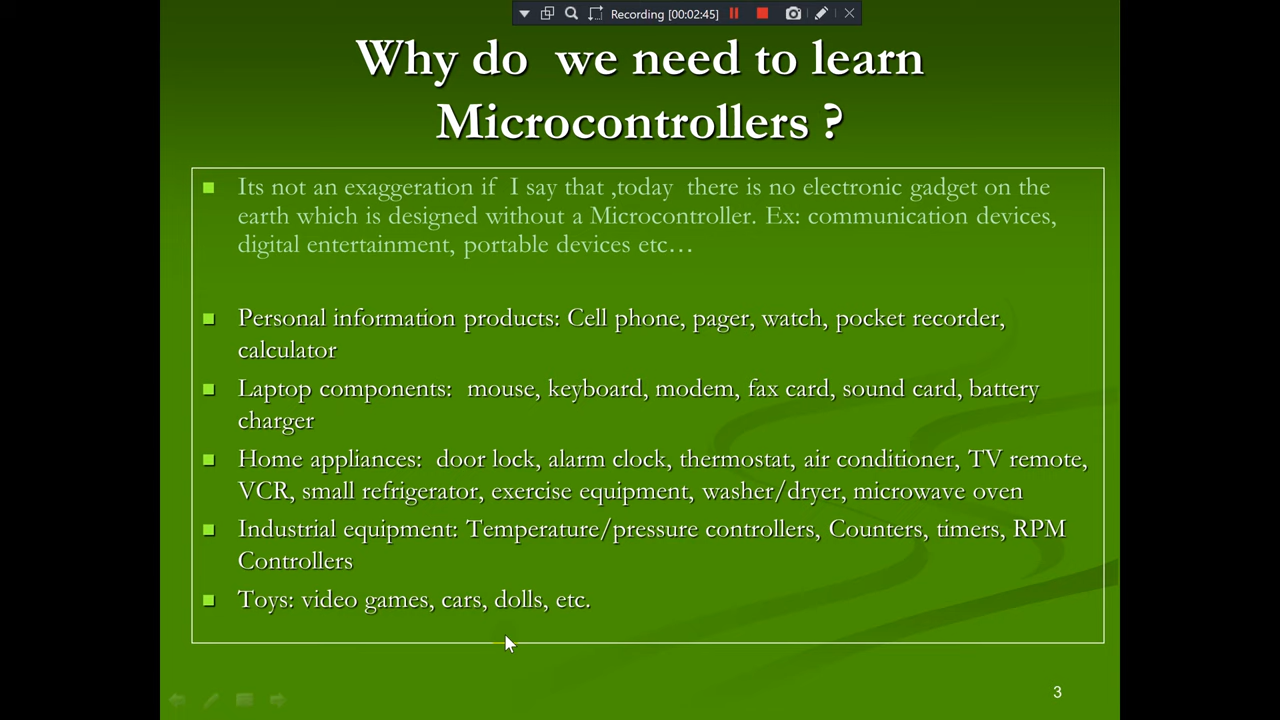 Recording [00:02:45]
Why do we need to learn
Microcontrollers ?
Its not an exaggeration if I say that ,today there is no electronic gadget on the
earth which is designed without a Microcontroller. Ex: communication devices,
digital entertainment, portable devices etc…
Personal information products: Cell phone, pager, watch, pocket recorder,
calculator
Laptop components: mouse, keyboard, modem, fax card, sound card, battery
charger
Home appliances: door lock, alarm clock, thermostat, air conditioner, TV remote,
VCR, small refrigerator, exercise equipment, washer/dryer, microwave oven
Industrial equipment: Temperature/pressure controllers, Counters, timers, RPM
Controllers
Toys: video games, cars, dolls, etc.
3